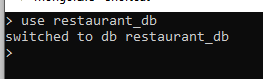 > use restaurant_db
switched to db restaurant_db
>